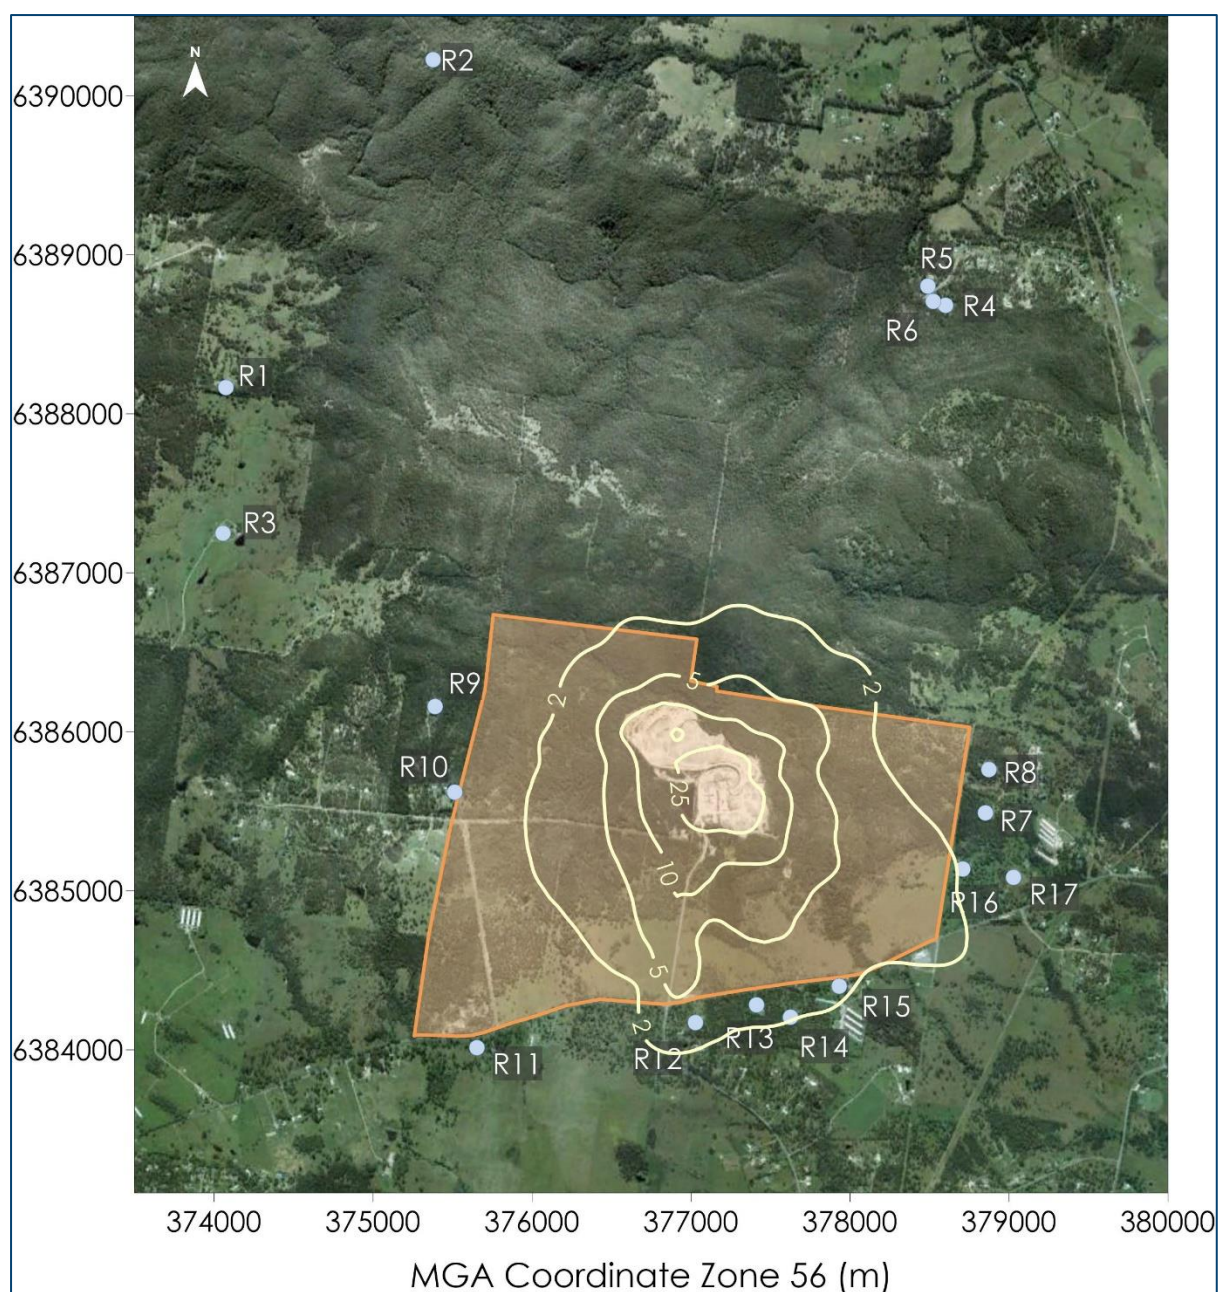 N
R2
6390000
6389000
R5
R4
R6
R1
6388000
R3
6387000
R9
5
2
2
6386000
R10
R8
25
R7
10
6385000
R16
R17
5
R15
2
R13
R14
R12
6384000
R11
374000 375000 376000 377000 378000 379000 380000
MGA Coordinate Zone 56 (m)